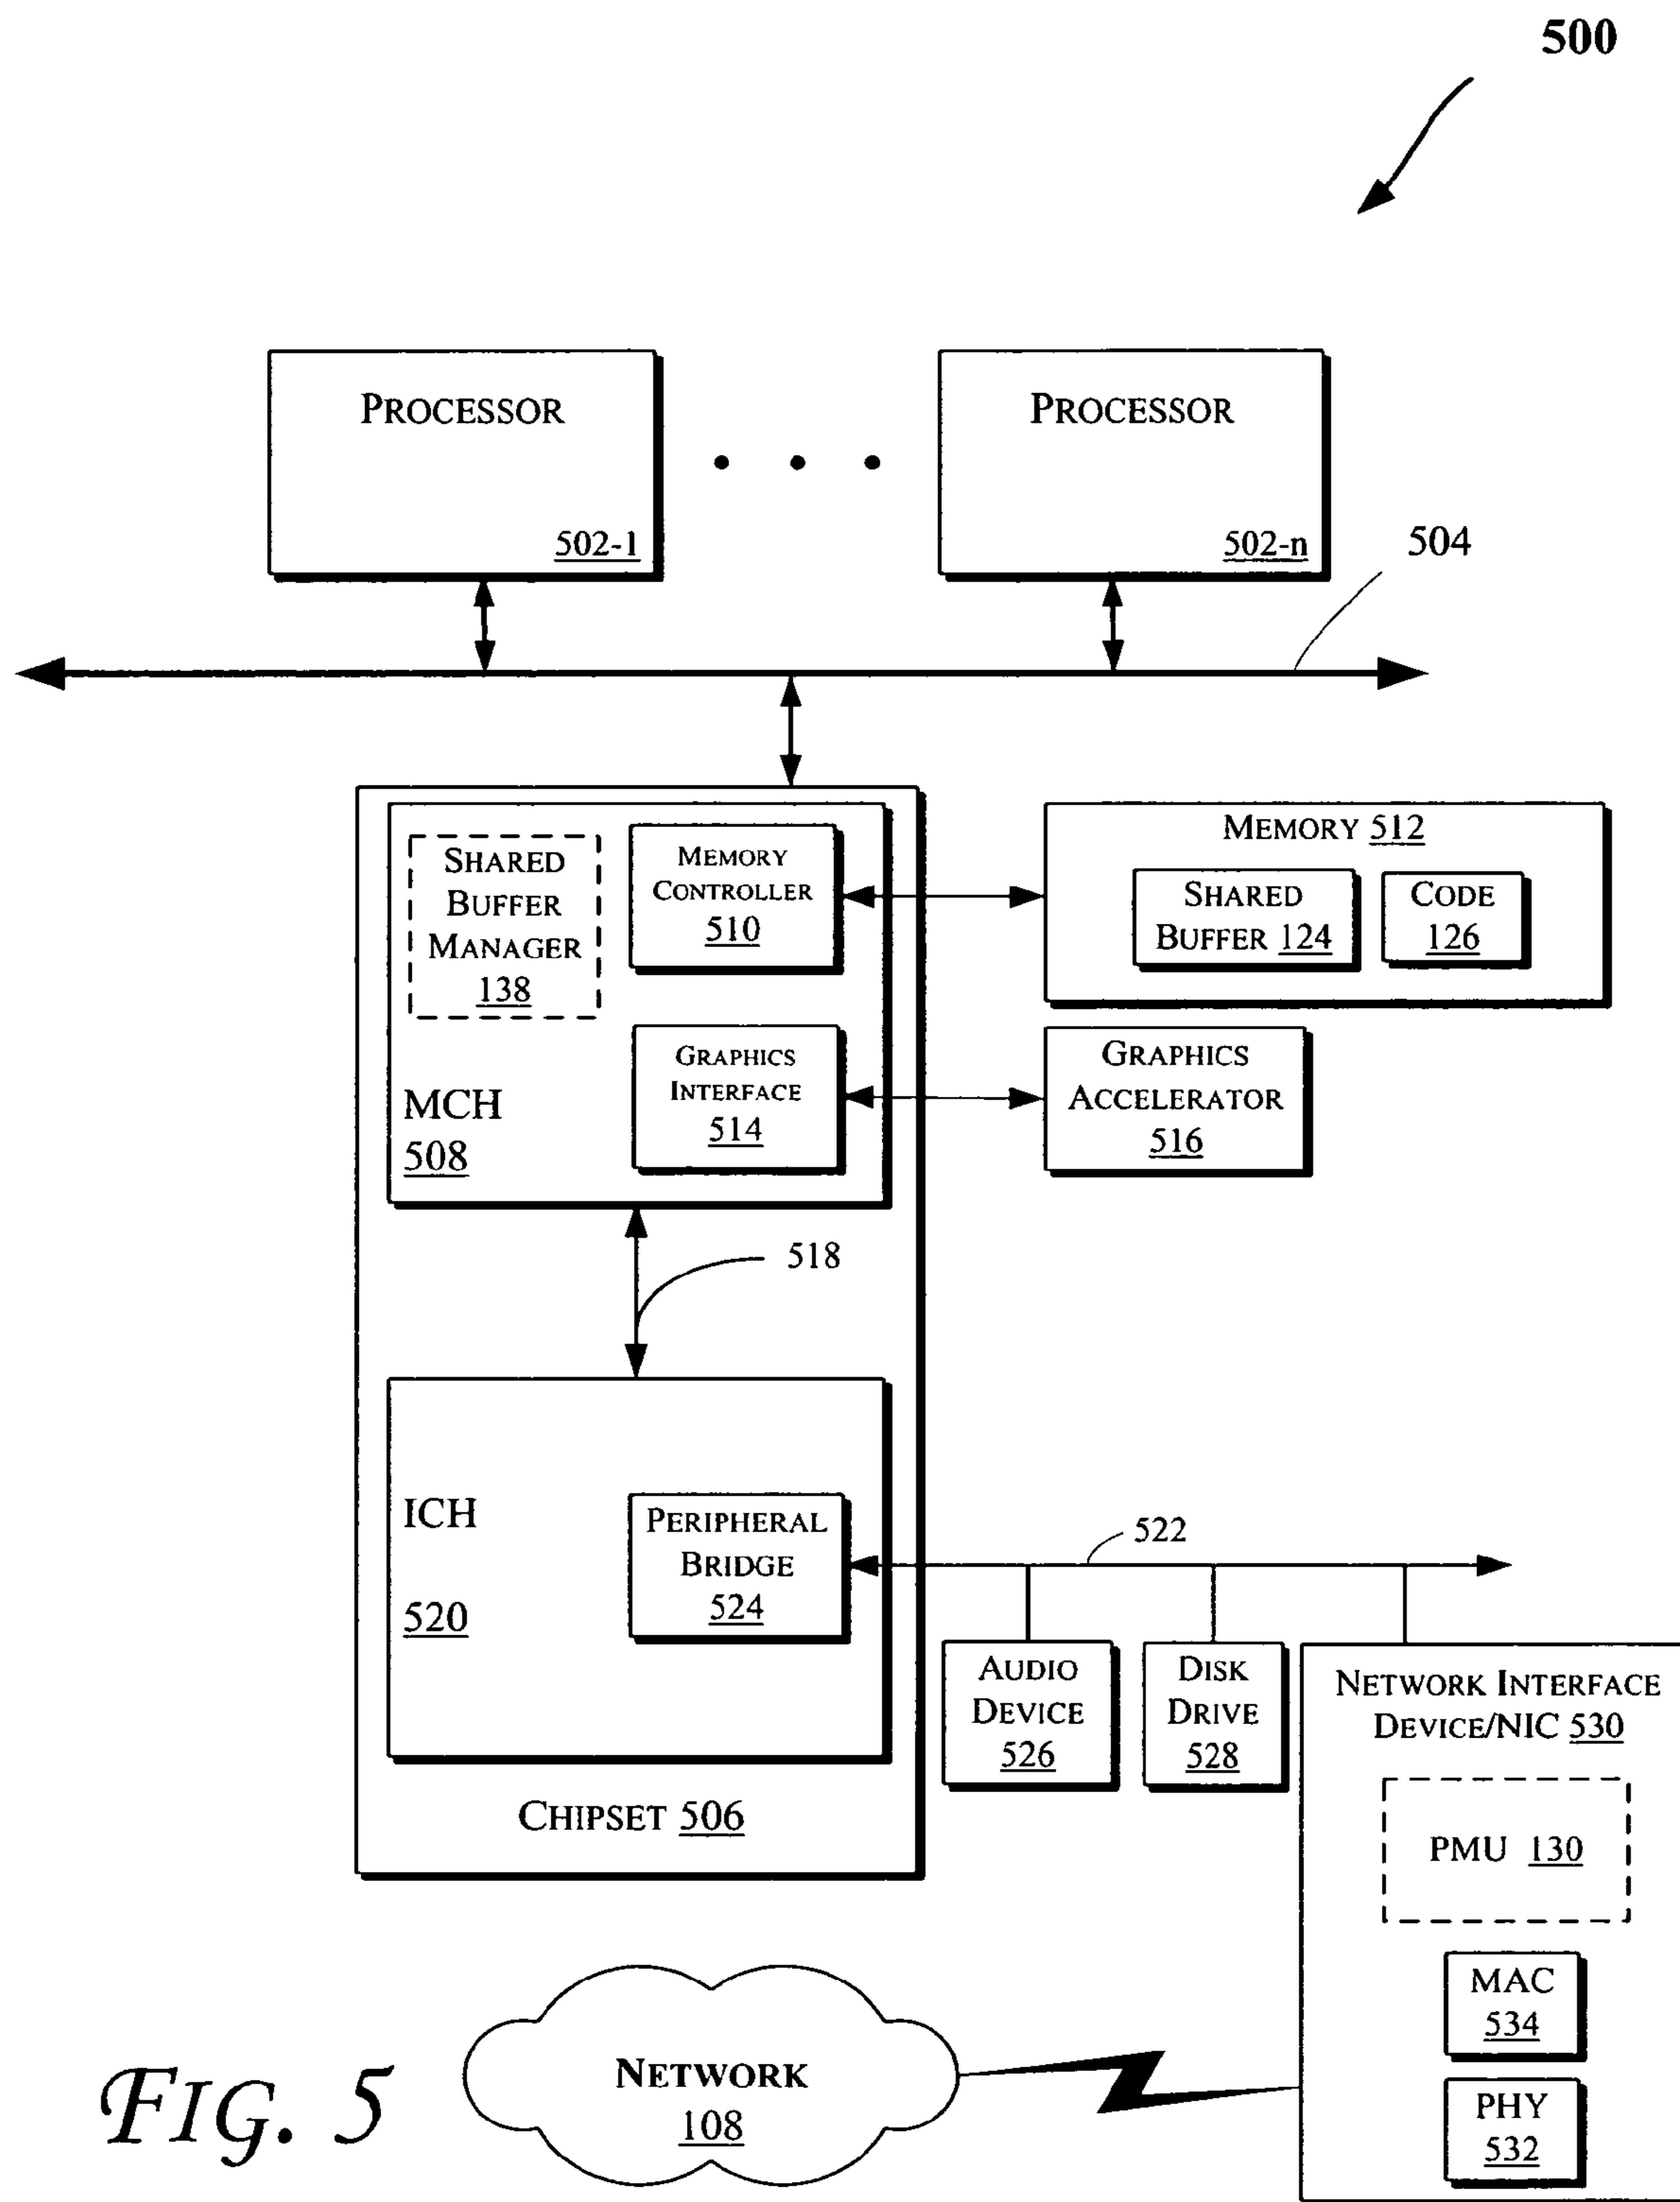 500
PROCESSOR
502-1
PROCESSOR
502-n
504
SHARED
BUFFER
MANAGER
138
MEMORY
CONTROLLER
510
MEMORY 512
SHARED
BUFFER 124
CODE
126
GRAPHICS
INTERFACE
514
GRAPHICS
ACCELERATOR
516
MCH
508
518
ICH
520
PERIPHERAL
BRIDGE
524
522
AUDIO
DEVICE
526
DISK
DRIVE
528
NETWORK INTERFACE
DEVICE/NIC 530
PMU 130
MAC
534
PHY
532
CHIPSET 506
NETWORK
108
FIG. 5